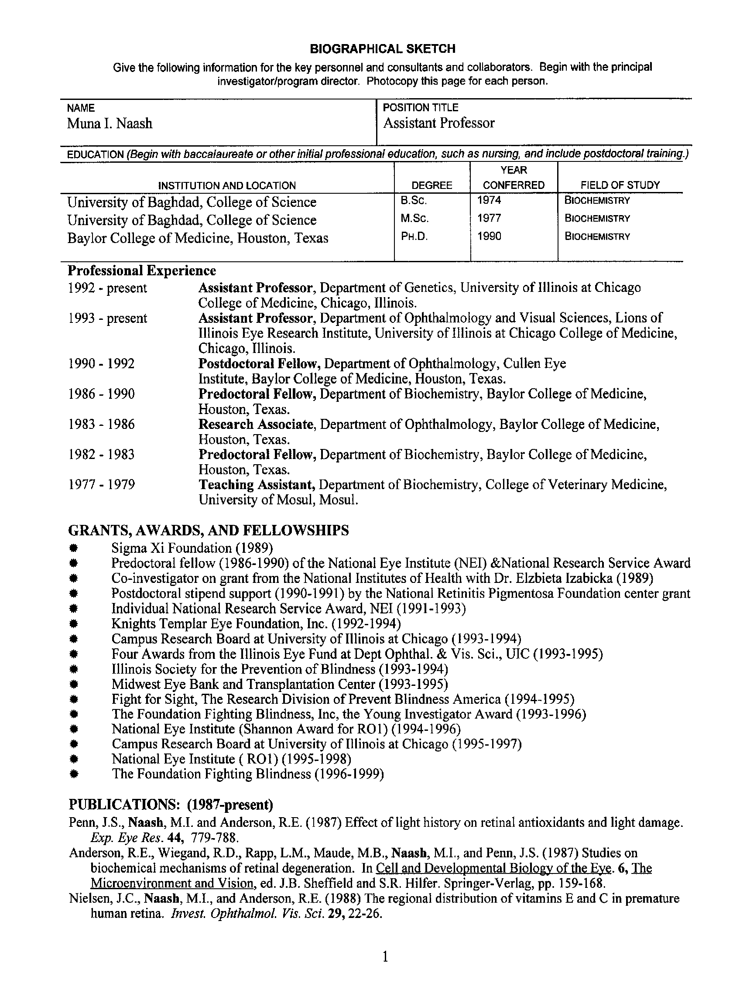 BIOGRAPHICAL SKETCH
Give the following information for the key personnel and consultants and collaborators. Begin with the principal
investigator/program director. Photocopy this page for each person.
NAME
Muna I. Naash
POSITION TITLE
Assistant Professor
EDUCATION (Begin with baccalaureate or other initial professional education, such as nursing, and include postdoctoral training.)
INSTITUTION AND LOCATION DEGREE YEAR CONFERRED FIELD OF STUDY
University of Baghdad, College of Science B.Sc. 1974 BIOCHEMISTRY
University of Baghdad, College of Science M.Sc. 1977 BIOCHEMISTRY
Baylor College of Medicine, Houston, Texas PH.D. 1990 BIOCHEMISTRY
Professional Experience
1992 - present Assistant Professor, Department of Genetics, University of Illinois at Chicago
College of Medicine, Chicago, Illinois.
1993 - present Assistant Professor, Department of Ophthalmology and Visual Sciences, Lions of
Illinois Eye Research Institute, University of Illinois at Chicago College of Medicine,
Chicago, Illinois.
1990 - 1992 Postdoctoral Fellow, Department of Ophthalmology, Cullen Eye
Institute, Baylor College of Medicine, Houston, Texas.
1986 - 1990 Predoctoral Fellow, Department of Biochemistry, Baylor College of Medicine,
Houston, Texas.
1983 - 1986 Research Associate, Department of Ophthalmology, Baylor College of Medicine,
Houston, Texas.
1982 - 1983 Predoctoral Fellow, Department of Biochemistry, Baylor College of Medicine,
Houston, Texas.
1977 - 1979 Teaching Assistant, Department of Biochemistry, College of Veterinary Medicine,
University of Mosul, Mosul.
GRANTS, AWARDS, AND FELLOWSHIPS
Sigma Xi Foundation (1989)
Predoctoral fellow (1986-1990) of the National Eye Institute (NEI) &National Research Service Award
Co-investigator on grant from the National Institutes of Health with Dr. Elzbieta Izabicka (1989)
Postdoctoral stipend support (1990-1991) by the National Retinitis Pigmentosa Foundation center grant
Individual National Research Service Award, NEI (1991-1993)
Knights Templar Eye Foundation, Inc. (1992-1994)
Campus Research Board at University of Illinois at Chicago (1993-1994)
Four Awards from the Illinois Eye Fund at Dept Ophthal. & Vis. Sci., UIC (1993-1995)
Illinois Society for the Prevention of Blindness (1993-1994)
Midwest Eye Bank and Transplantation Center (1993-1995)
Fight for Sight, The Research Division of Prevent Blindness America (1994-1995)
The Foundation Fighting Blindness, Inc, the Young Investigator Award (1993-1996)
National Eye Institute (Shannon Award for RO1) (1994-1996)
Campus Research Board at University of Illinois at Chicago (1995-1997)
National Eye Institute ( RO1) (1995-1998)
The Foundation Fighting Blindness (1996-1999)
PUBLICATIONS: (1987-present)
Penn, J.S., Naash, M.I. and Anderson, R.E. (1987) Effect of light history on retinal antioxidants and light damage.
Exp. Eye Res. 44, 779-788.
Anderson, R.E., Wiegand, R.D., Rapp, L.M., Maude, M.B., Naash, M.I., and Penn, J.S. (1987) Studies on
biochemical mechanisms of retinal degeneration. In Cell and Developmental Biology of the Eye. 6, The
Microenvironment and Vision, ed. J.B. Sheffield and S.R. Hilfer. Springer-Verlag, pp. 159-168.
Nielsen, J.C., Naash, M.I., and Anderson, R.E. (1988) The regional distribution of vitamins E and C in premature
human retina. Invest. Ophthalmol. Vis. Sci. 29, 22-26.
1